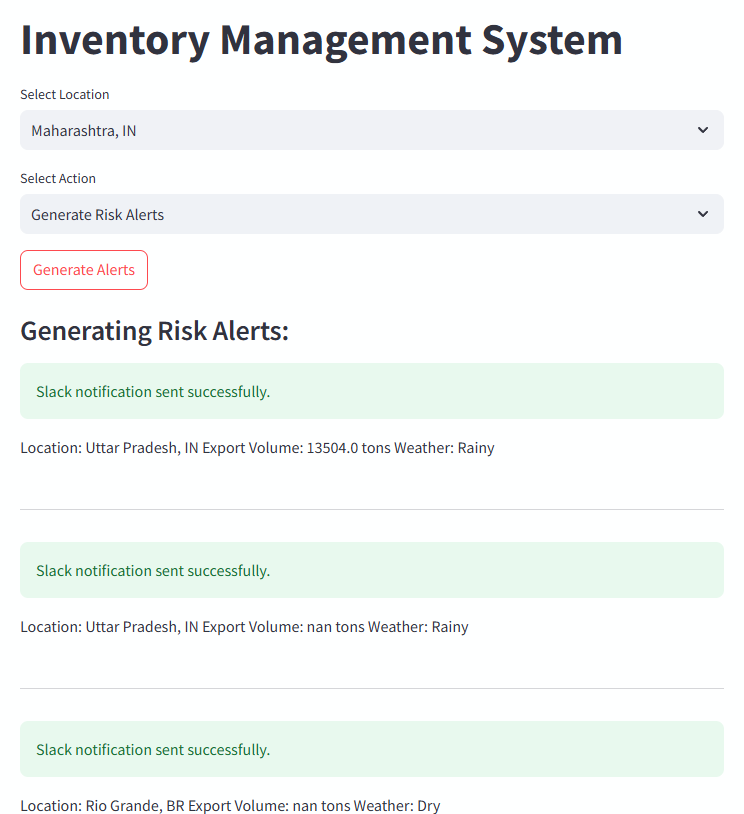 Inventory Management System
Select Location
Maharashtra, IN
Select Action
Generate Risk Alerts
Generate Alerts
Generating Risk Alerts:
Slack notification sent successfully.
Location: Uttar Pradesh, IN Export Volume: 13504.0 tons Weather: Rainy
Slack notification sent successfully.
Location: Uttar Pradesh, IN Export Volume: nan tons Weather: Rainy
Slack notification sent successfully.
Location: Rio Grande, BR Export Volume: nan tons Weather: Dry